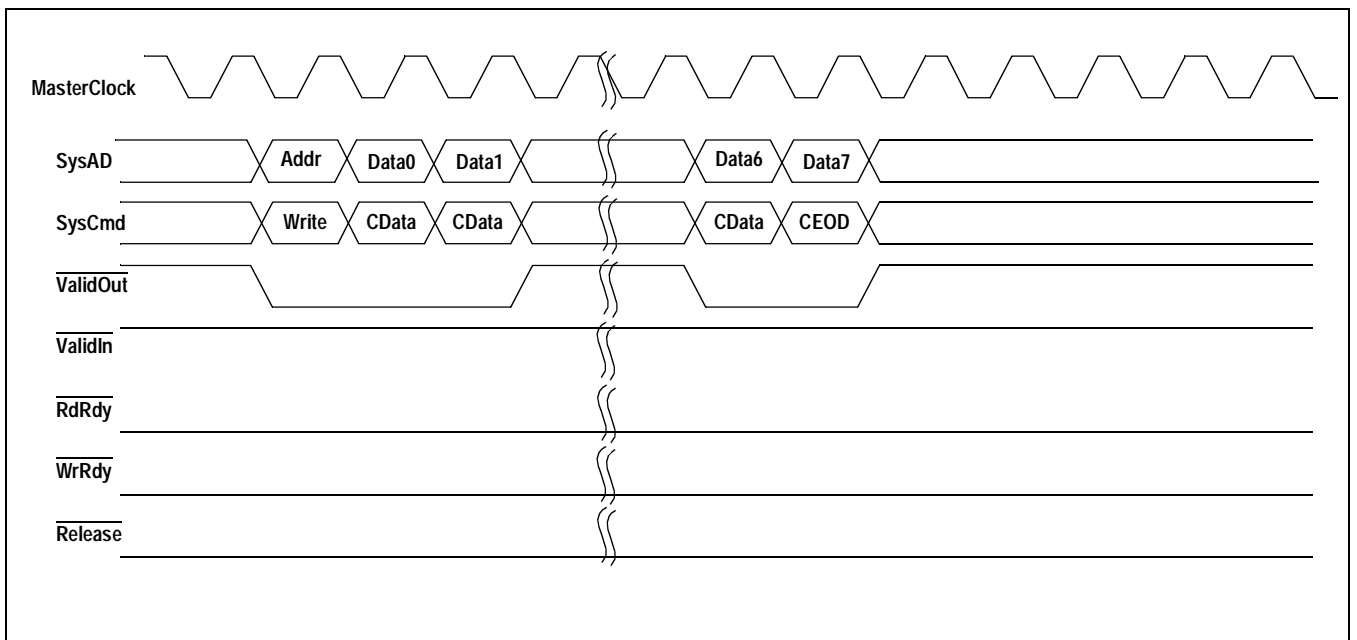 MasterClock
SysAD Addr Data0 Data1 Data6 Data7
SysCmd Write CData CData CData CEOD
ValidOut
ValidIn
RdRdy
WrRdy
Release